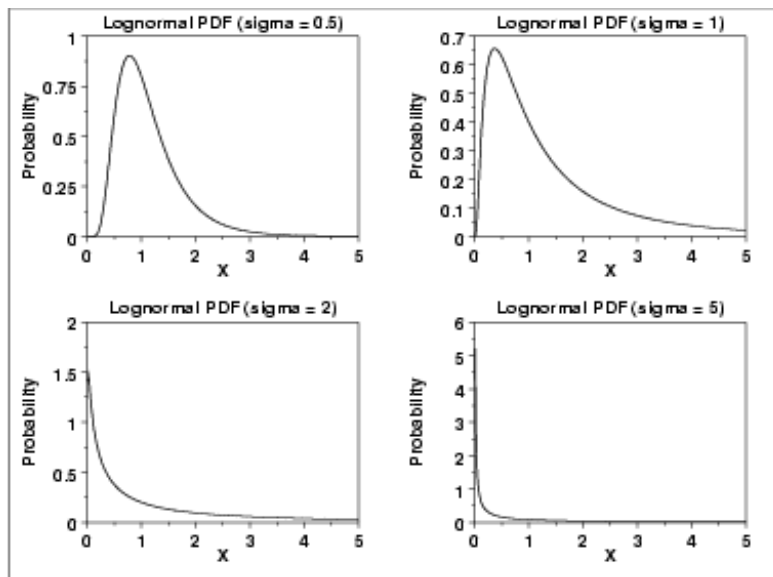 Lognormal PDF (sigma = 0.5)
1
0.75
0.5
0.25
0
Probability
0 1 2 3 4 5
X
Lognormal PDF (sigma = 1)
0.7
0.6
0.5
0.4
0.3
0.2
0.1
0
Probability
0 1 2 3 4 5
X
Lognormal PDF (sigma = 2)
2
1.5
1
0.5
0
Probability
0 1 2 3 4 5
X
Lognormal PDF (sigma = 5)
6
5
4
3
2
1
0
Probability
0 1 2 3 4 5
X